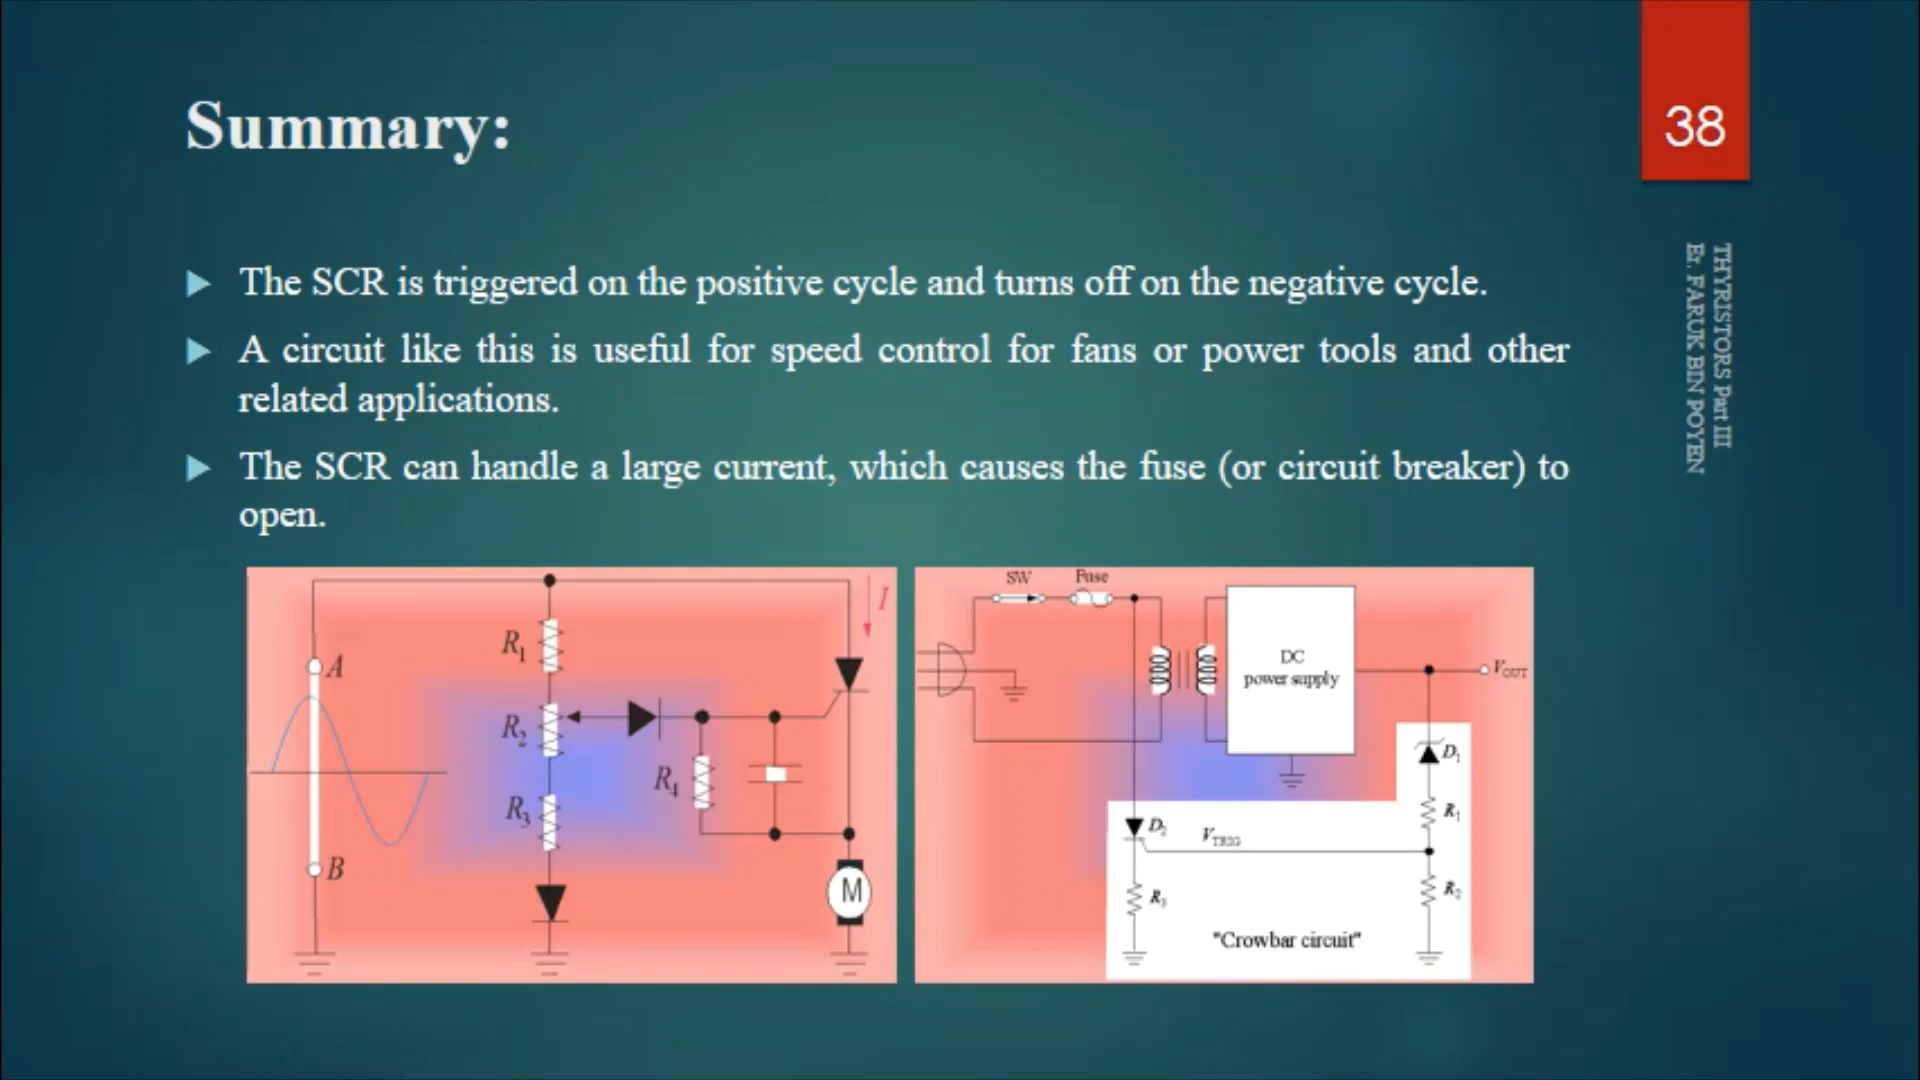 Summary:
38
THYRISTORS Part III
Er. FARUK BIN POYEN
The SCR is triggered on the positive cycle and turns off on the negative cycle.
A circuit like this is useful for speed control for fans or power tools and other
related applications.
The SCR can handle a large current, which causes the fuse (or circuit breaker) to
open.
I
R1
A
R2
R4
R3
B
M
SW
Fuse
DC
power supply
VOUT
D1
R1
D2
VTRIG
R2
R3
"Crowbar circuit"